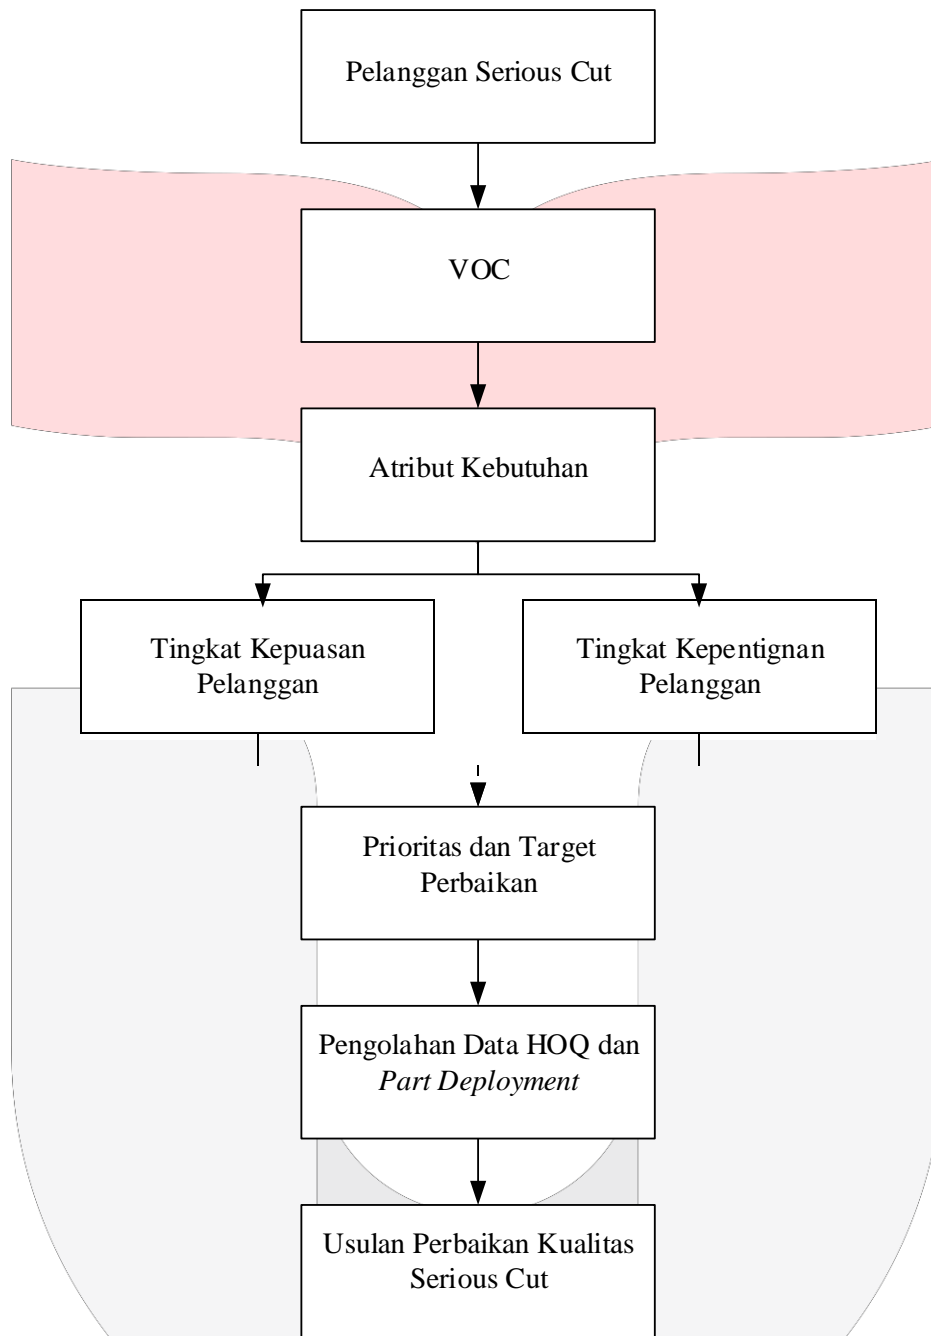 Pelanggan Serious Cut
VOC
Atribut Kebutuhan
Tingkat Kepuasan
Pelanggan
Tingkat Kepentignan
Pelanggan
Prioritas dan Target
Perbaikan
Pengolahan Data HOQ dan
Part Deployment
Usulan Perbaikan Kualitas
Serious Cut